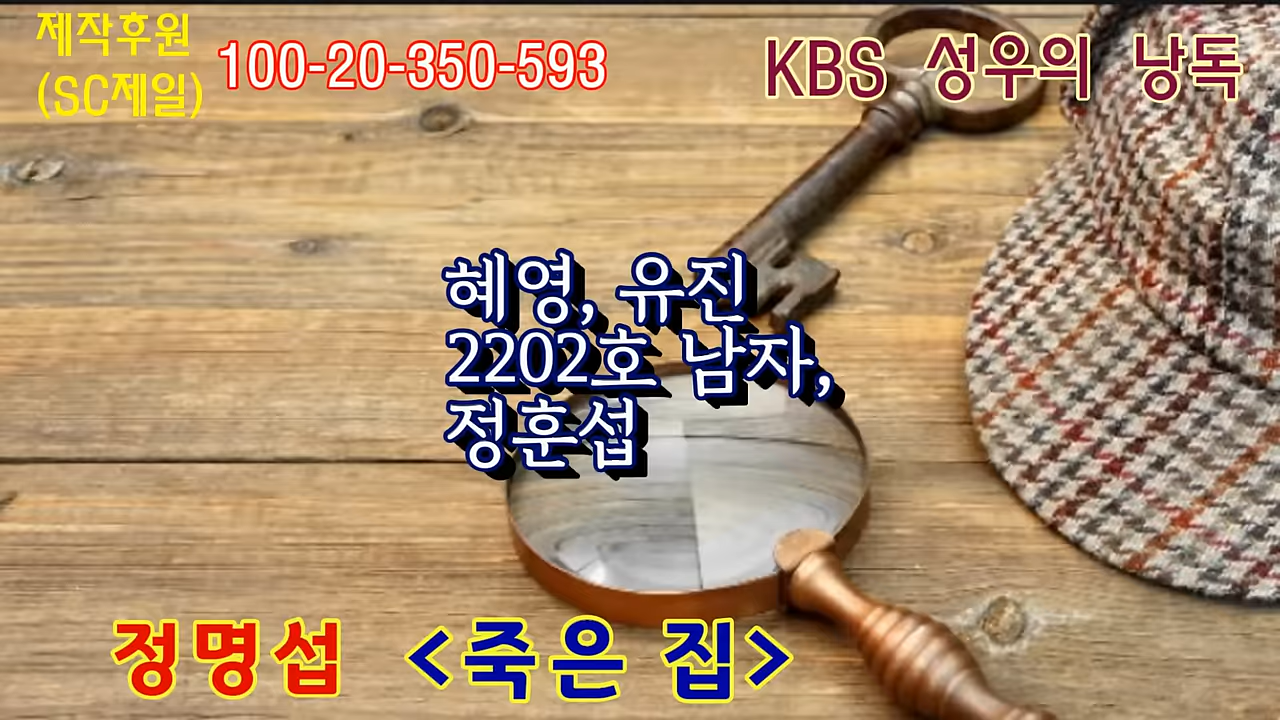 제작후원
(SC제일)
100-20-350-593
KBS 성우의 낭독
혜영, 유진
2202호 남자,
정훈섭
정명섭 <죽은 집>